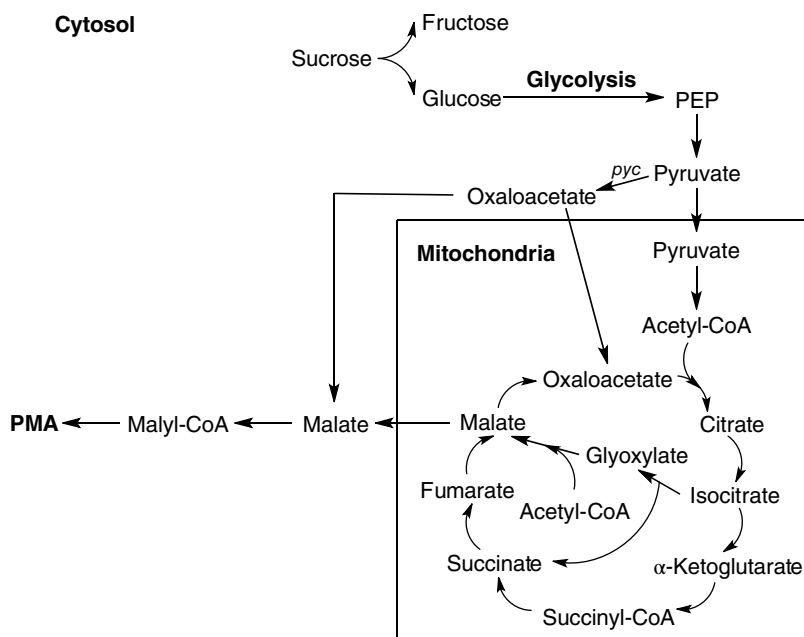 Cytosol
Fructose
Sucrose
Glucose
Glycolysis
PEP
pyc
Pyruvate
Oxaloacetate
Mitochondria
Pyruvate
Acetyl-CoA
Oxaloacetate
PMA
Malyl-CoA
Malate
Malate
Citrate
Glyoxylate
Fumarate
Acetyl-CoA
Isocitrate
Succinate
α-Ketoglutarate
Succinyl-CoA